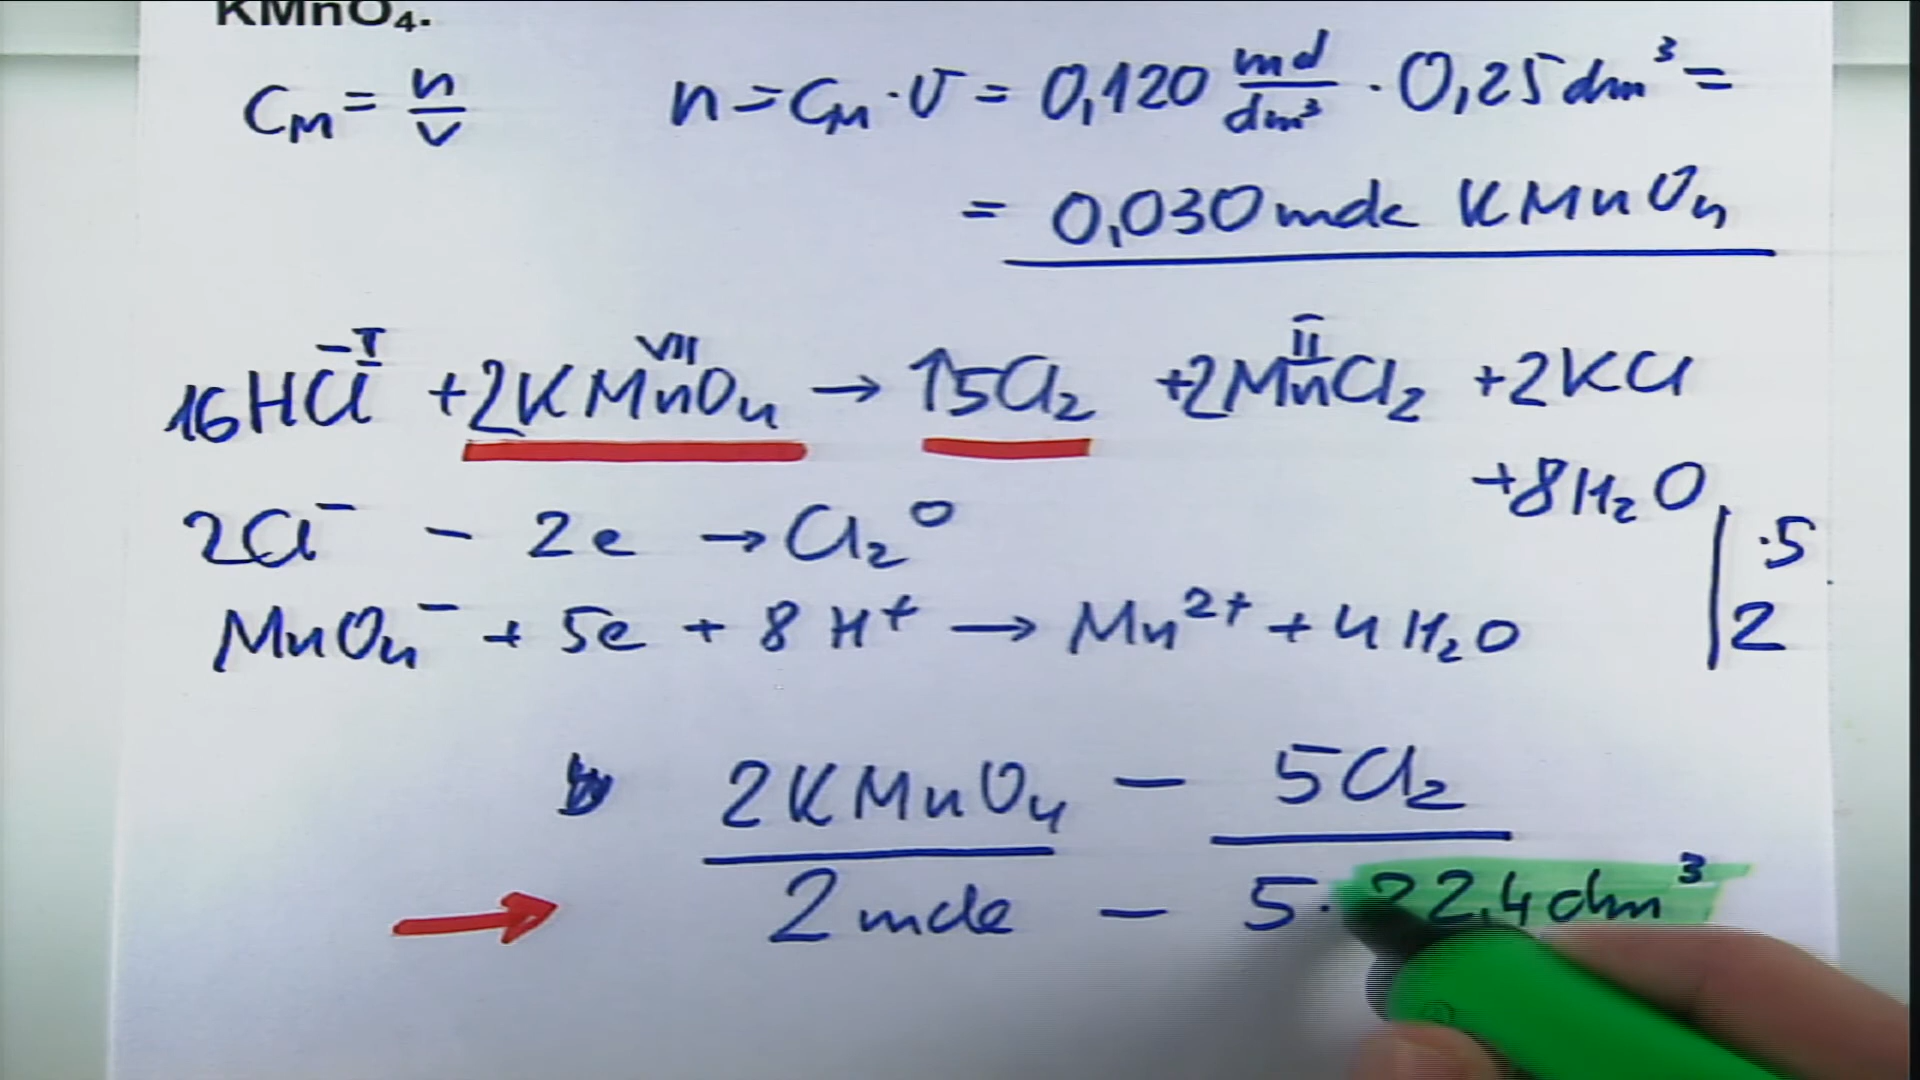 KMnO₄.
C_M = n/V n = C_M · V = 0,120 mol/dm³ · 0,25 dm³ =
= 0,030 mole KMnO₄
-I VII II
16HCl + 2KMnO₄ → 5Cl₂ + 2MnCl₂ + 2KCl
+ 8H₂O
2Cl⁻ - 2e → Cl₂⁰ | ·5
MnO₄⁻ + 5e + 8H⁺ → Mn²⁺ + 4H₂O | 2
2KMnO₄ — 5Cl₂
2 mole — 5·22,4 dm³